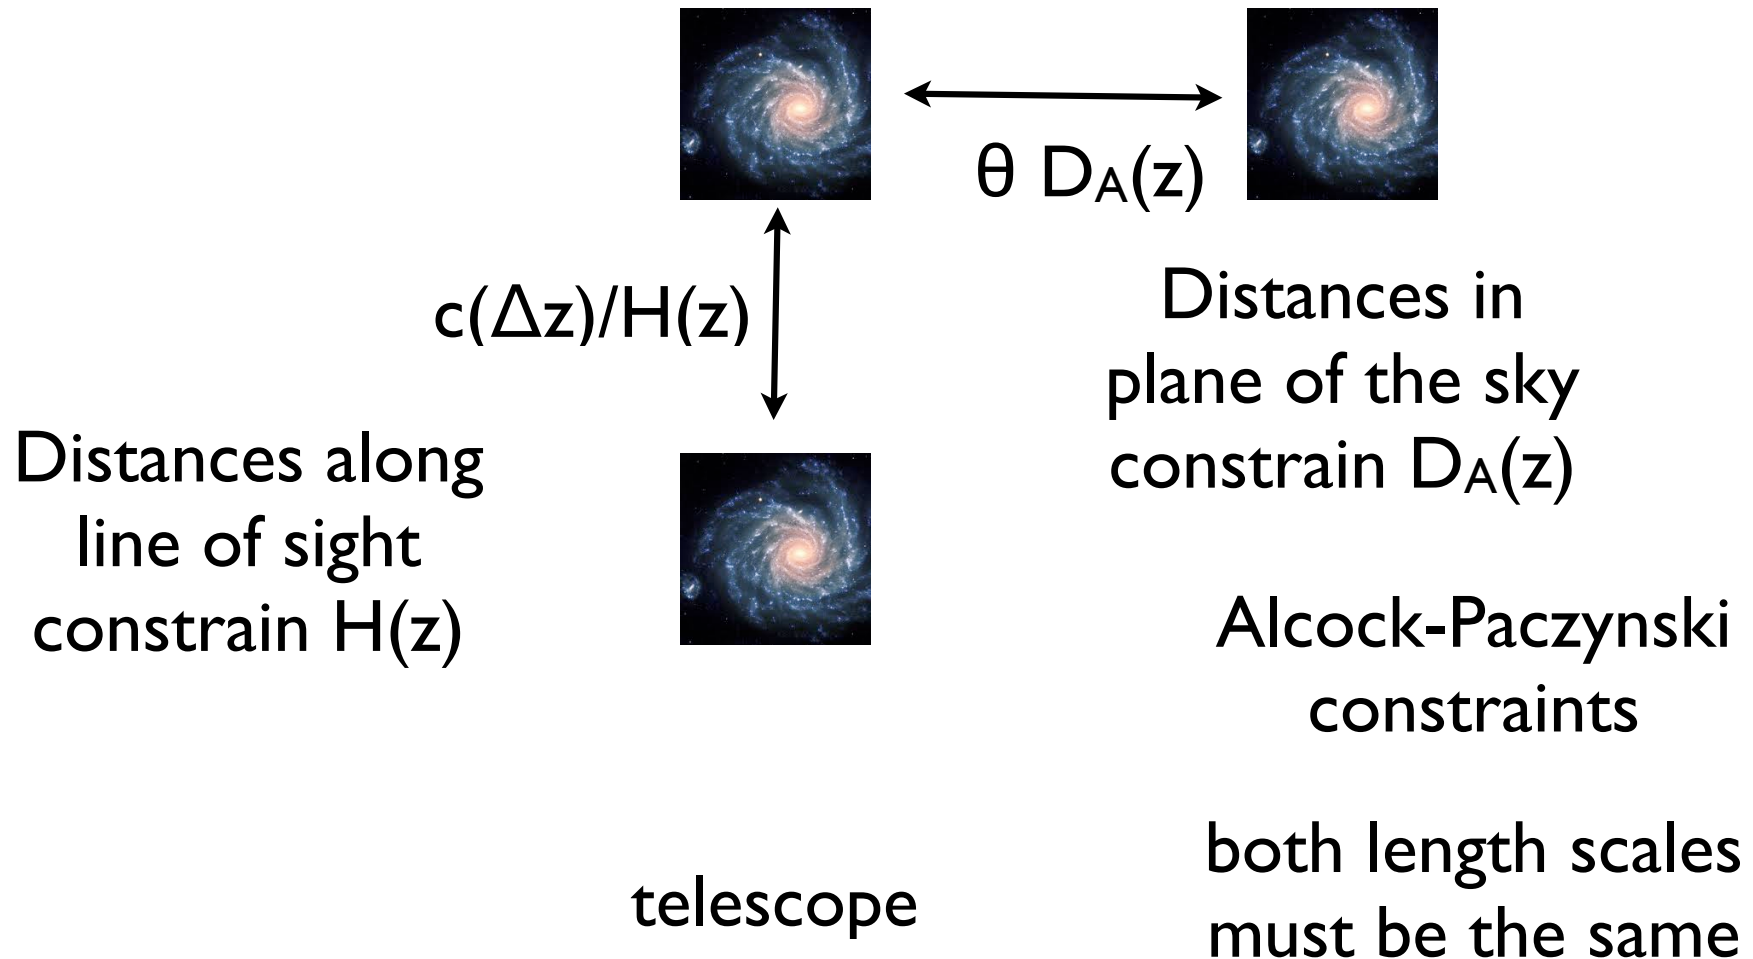 θ DA(z)
c(Δz)/H(z)
Distances in
plane of the sky
constrain DA(z)
Distances along
line of sight
constrain H(z)
Alcock-Paczynski
constraints
both length scales
must be the same
telescope